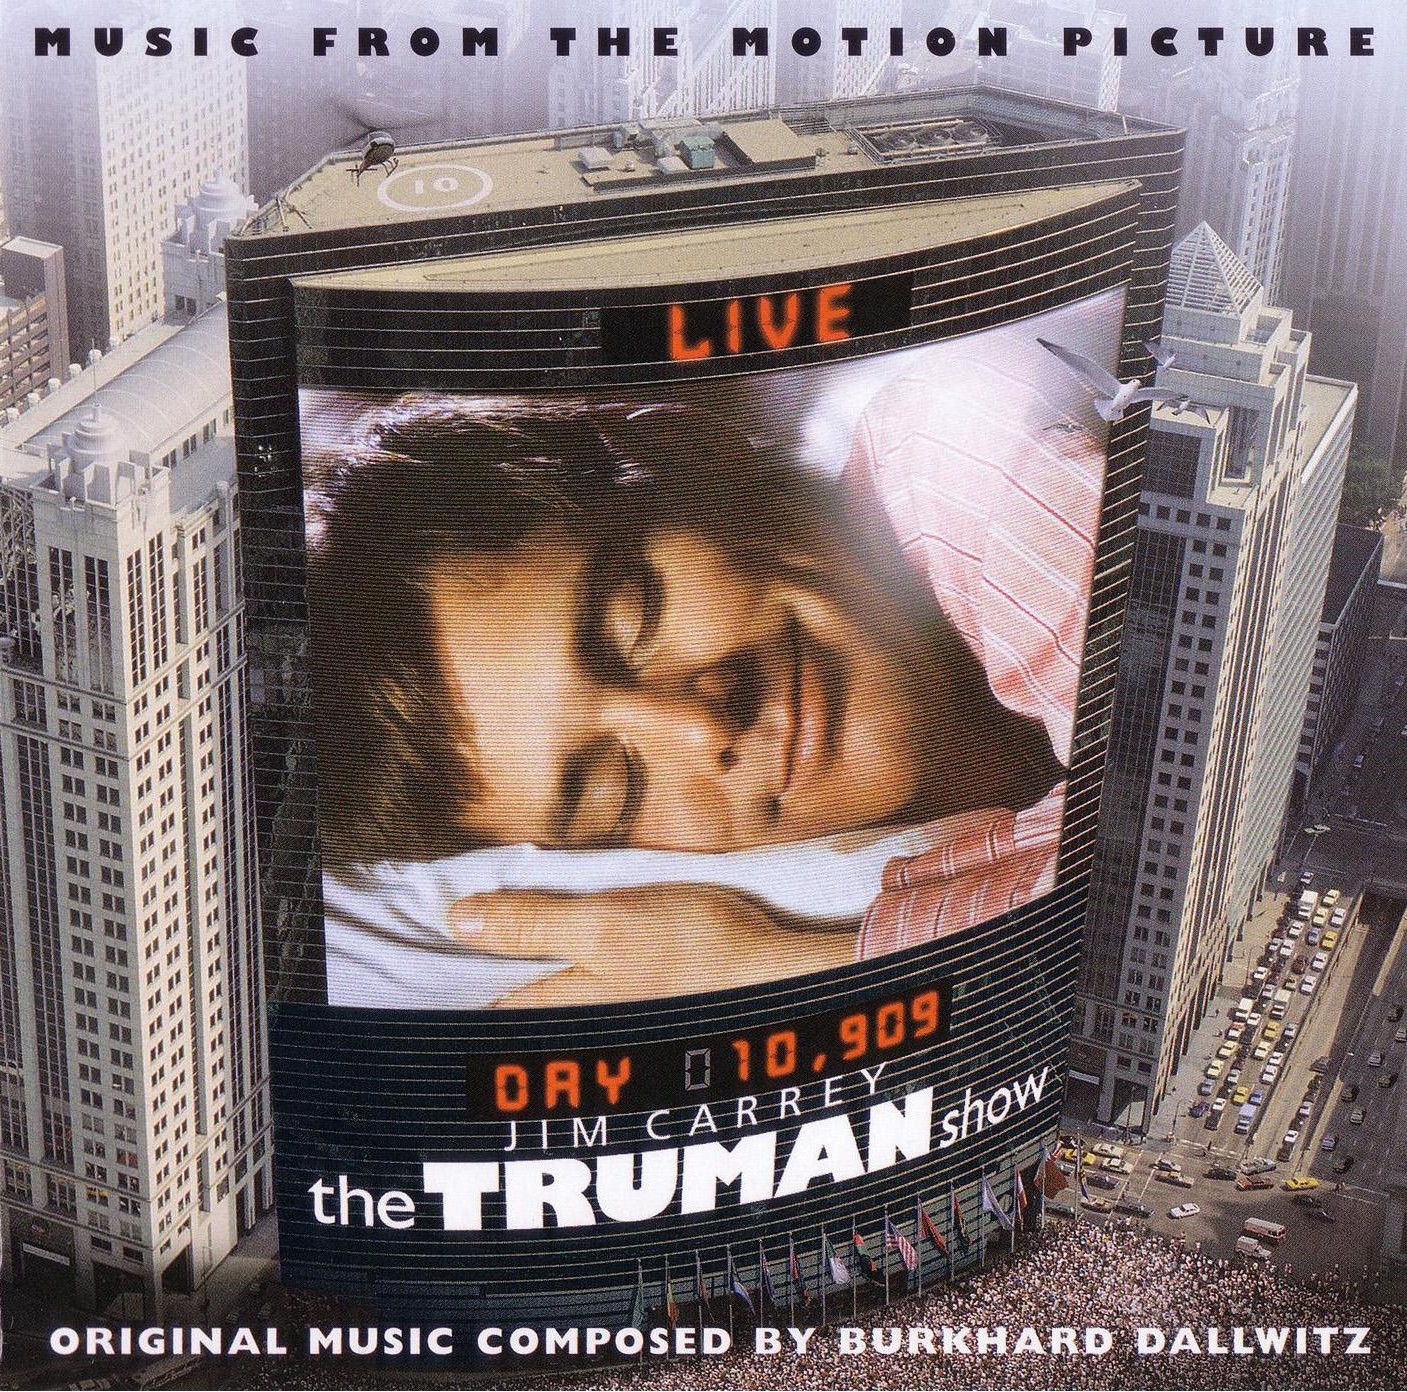 MUSIC FROM THE MOTION PICTURE
10
LIVE
DAY 010,909
JIM CARREY
the TRUMAN show
ORIGINAL MUSIC COMPOSED BY BURKHARD DALLWITZ